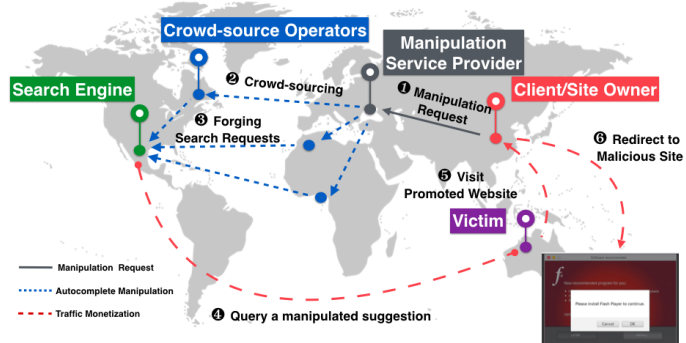 Crowd-source Operators
Manipulation
Service Provider
Search Engine
Client/Site Owner
❷ Crowd-sourcing
❶ Manipulation
Request
❸ Forging
Search Requests
❻ Redirect to
Malicious Site
❺ Visit
Promoted Website
Victim
Manipulation Request
Autocomplete Manipulation
Traffic Monetization
❹ Query a manipulated suggestion
Please install Flash Player to continue
Cancel
OK